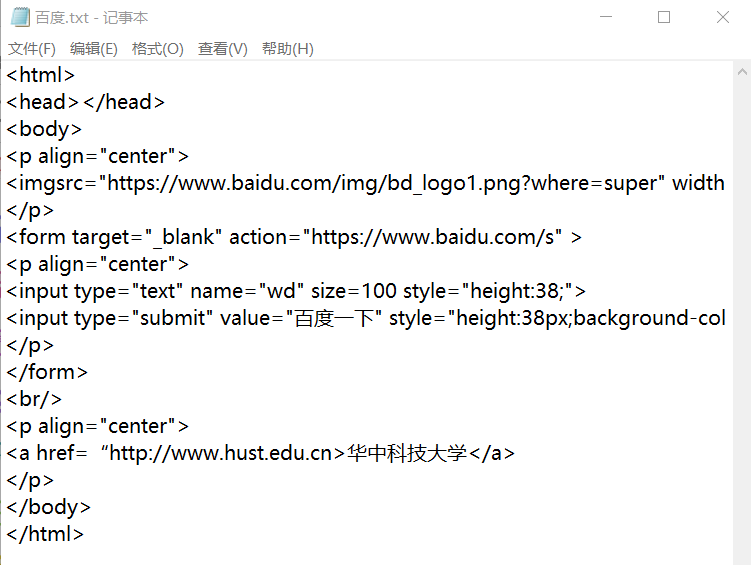 百度.txt - 记事本
文件(F) 编辑(E) 格式(O) 查看(V) 帮助(H)
<html>
<head></head>
<body>
<p align="center">
<imgsrc="https://www.baidu.com/img/bd_logo1.png?where=super" width
</p>
<form target="_blank" action="https://www.baidu.com/s" >
<p align="center">
<input type="text" name="wd" size=100 style="height:38;">
<input type="submit" value="百度一下" style="height:38px;background-col
</p>
</form>
<br/>
<p align="center">
<a href=“http://www.hust.edu.cn>华中科技大学</a>
</p>
</body>
</html>